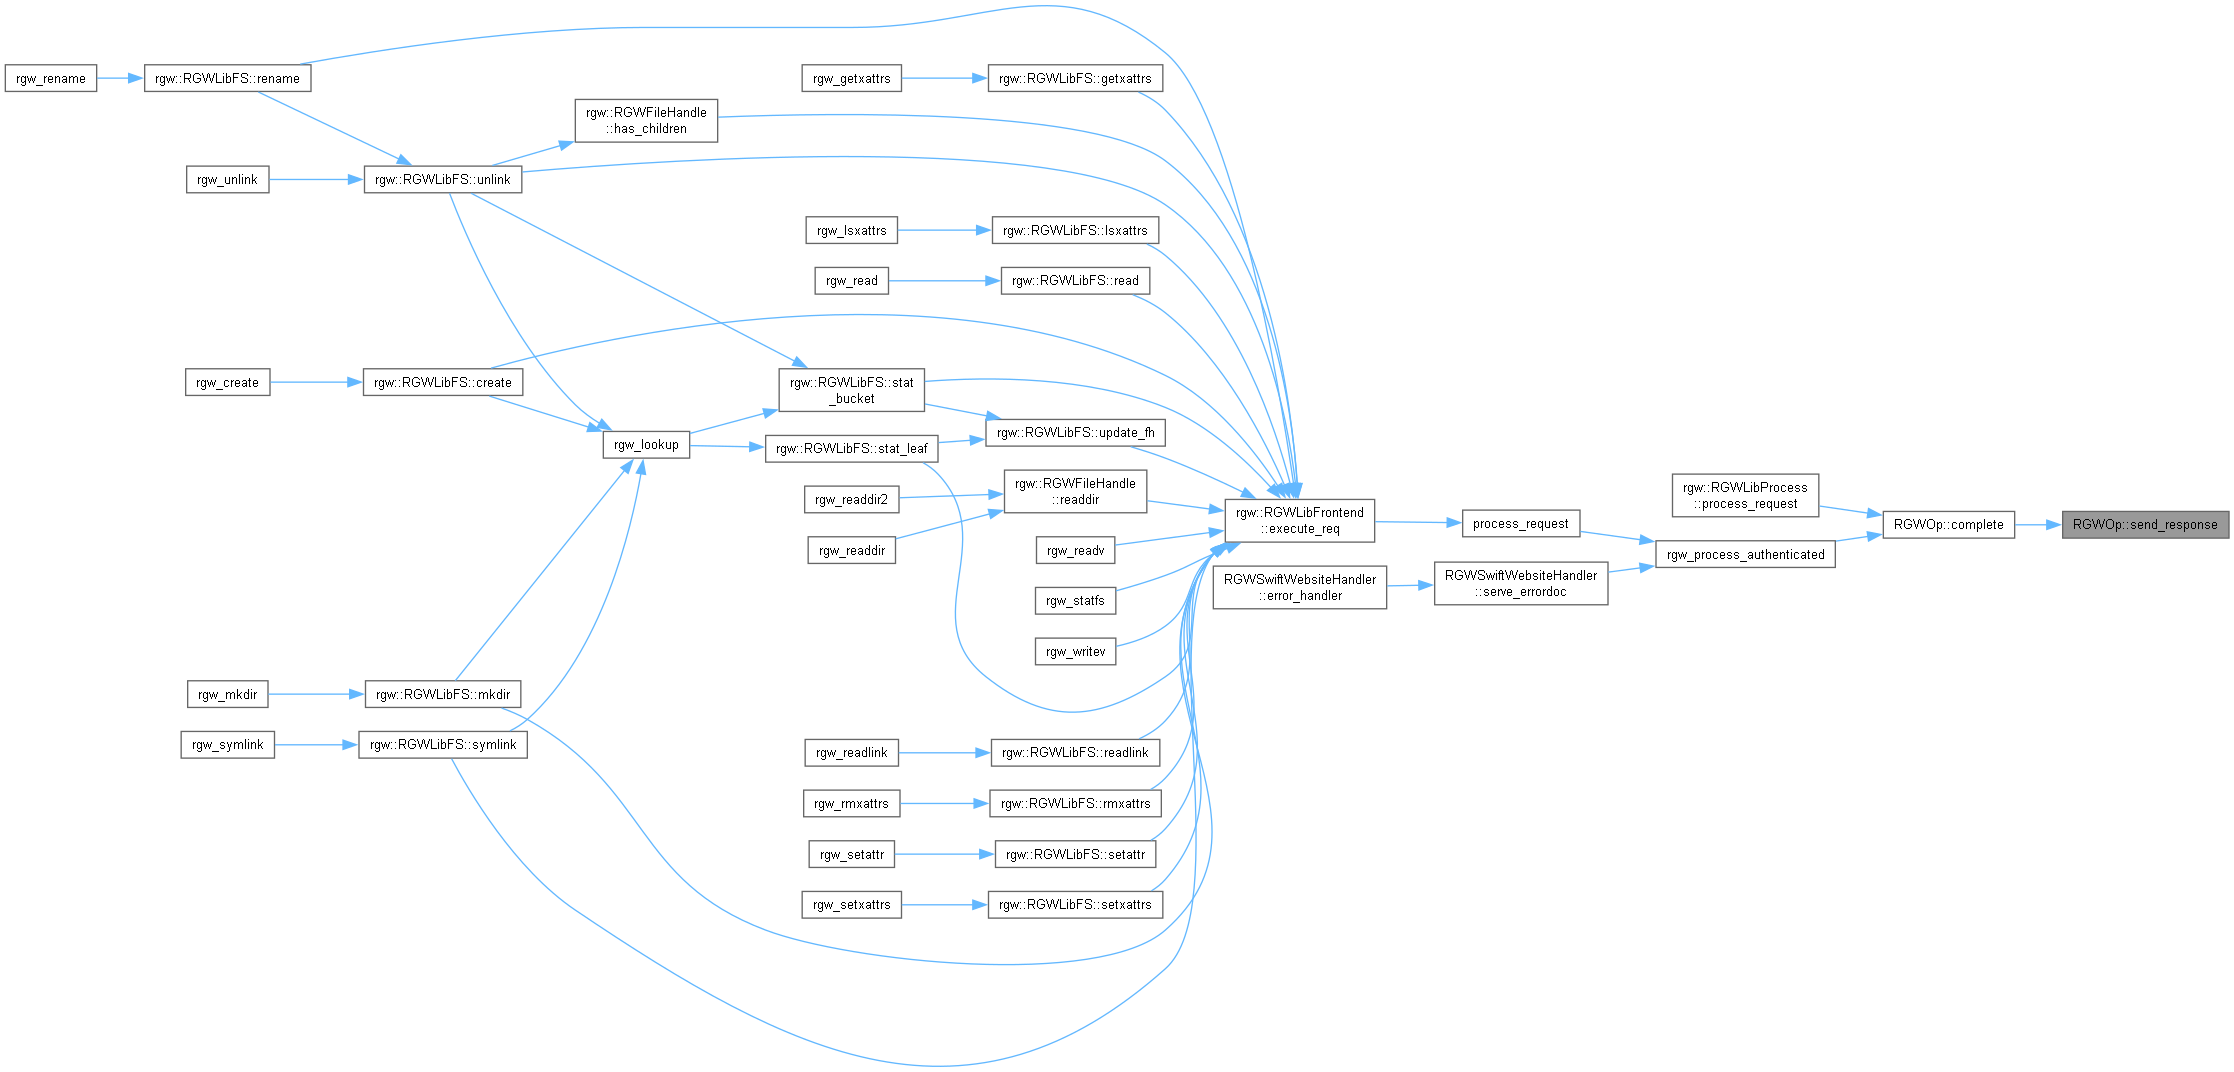 rgw_rename
rgw::RGWLibFS::rename
rgw_getxattrs
rgw::RGWLibFS::getxattrs
rgw::RGWFileHandle
::has_children
rgw_unlink
rgw::RGWLibFS::unlink
rgw_lsxattrs
rgw::RGWLibFS::lsxattrs
rgw_read
rgw::RGWLibFS::read
rgw_create
rgw::RGWLibFS::create
rgw::RGWLibFS::stat
_bucket
rgw_lookup
rgw::RGWLibFS::stat_leaf
rgw::RGWLibFS::update_fh
rgw_readdir2
rgw::RGWFileHandle
::readdir
rgw_readdir
rgw_readv
rgw_statfs
rgw_writev
rgw::RGWLibFrontend
::execute_req
RGWSwiftWebsiteHandler
::error_handler
process_request
RGWSwiftWebsiteHandler
::serve_errordoc
rgw::RGWLibProcess
::process_request
rgw_process_authenticated
RGWOp::complete
RGWOp::send_response
rgw_mkdir
rgw::RGWLibFS::mkdir
rgw_symlink
rgw::RGWLibFS::symlink
rgw_readlink
rgw::RGWLibFS::readlink
rgw_rmxattrs
rgw::RGWLibFS::rmxattrs
rgw_setattr
rgw::RGWLibFS::setattr
rgw_setxattrs
rgw::RGWLibFS::setxattrs